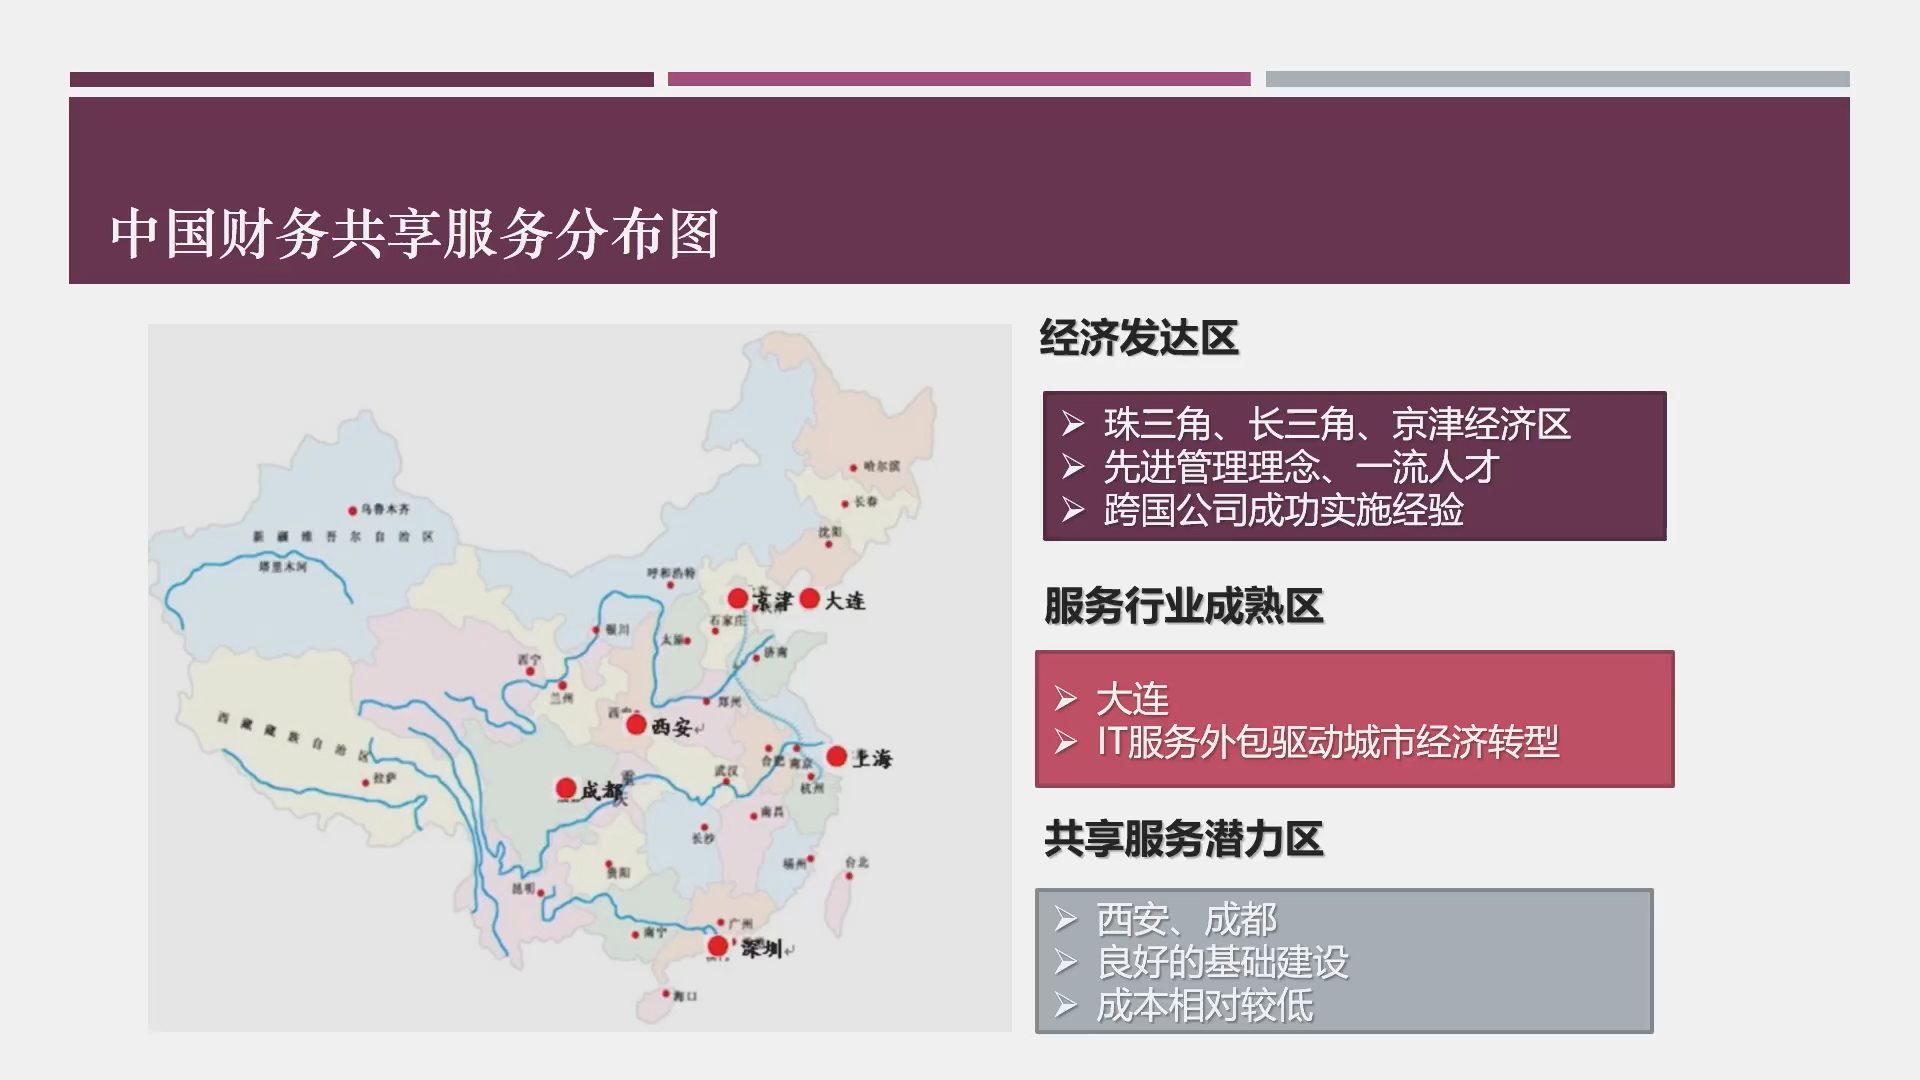 中国财务共享服务分布图
经济发达区
珠三角、长三角、京津经济区
先进管理理念、一流人才
跨国公司成功实施经验
服务行业成熟区
大连
IT服务外包驱动城市经济转型
共享服务潜力区
西安、成都
良好的基础建设
成本相对较低
哈尔滨
长春
沈阳
乌鲁木齐
新疆维吾尔自治区
塔里木河
呼和浩特
京津
大连
石家庄
银川
太原
济南
西宁
兰州
郑州
西安
西藏藏族自治区
拉萨
上海
合肥
南京
武汉
杭州
成都
重庆
南昌
长沙
福州
台北
贵阳
昆明
广州
南宁
深圳
海口